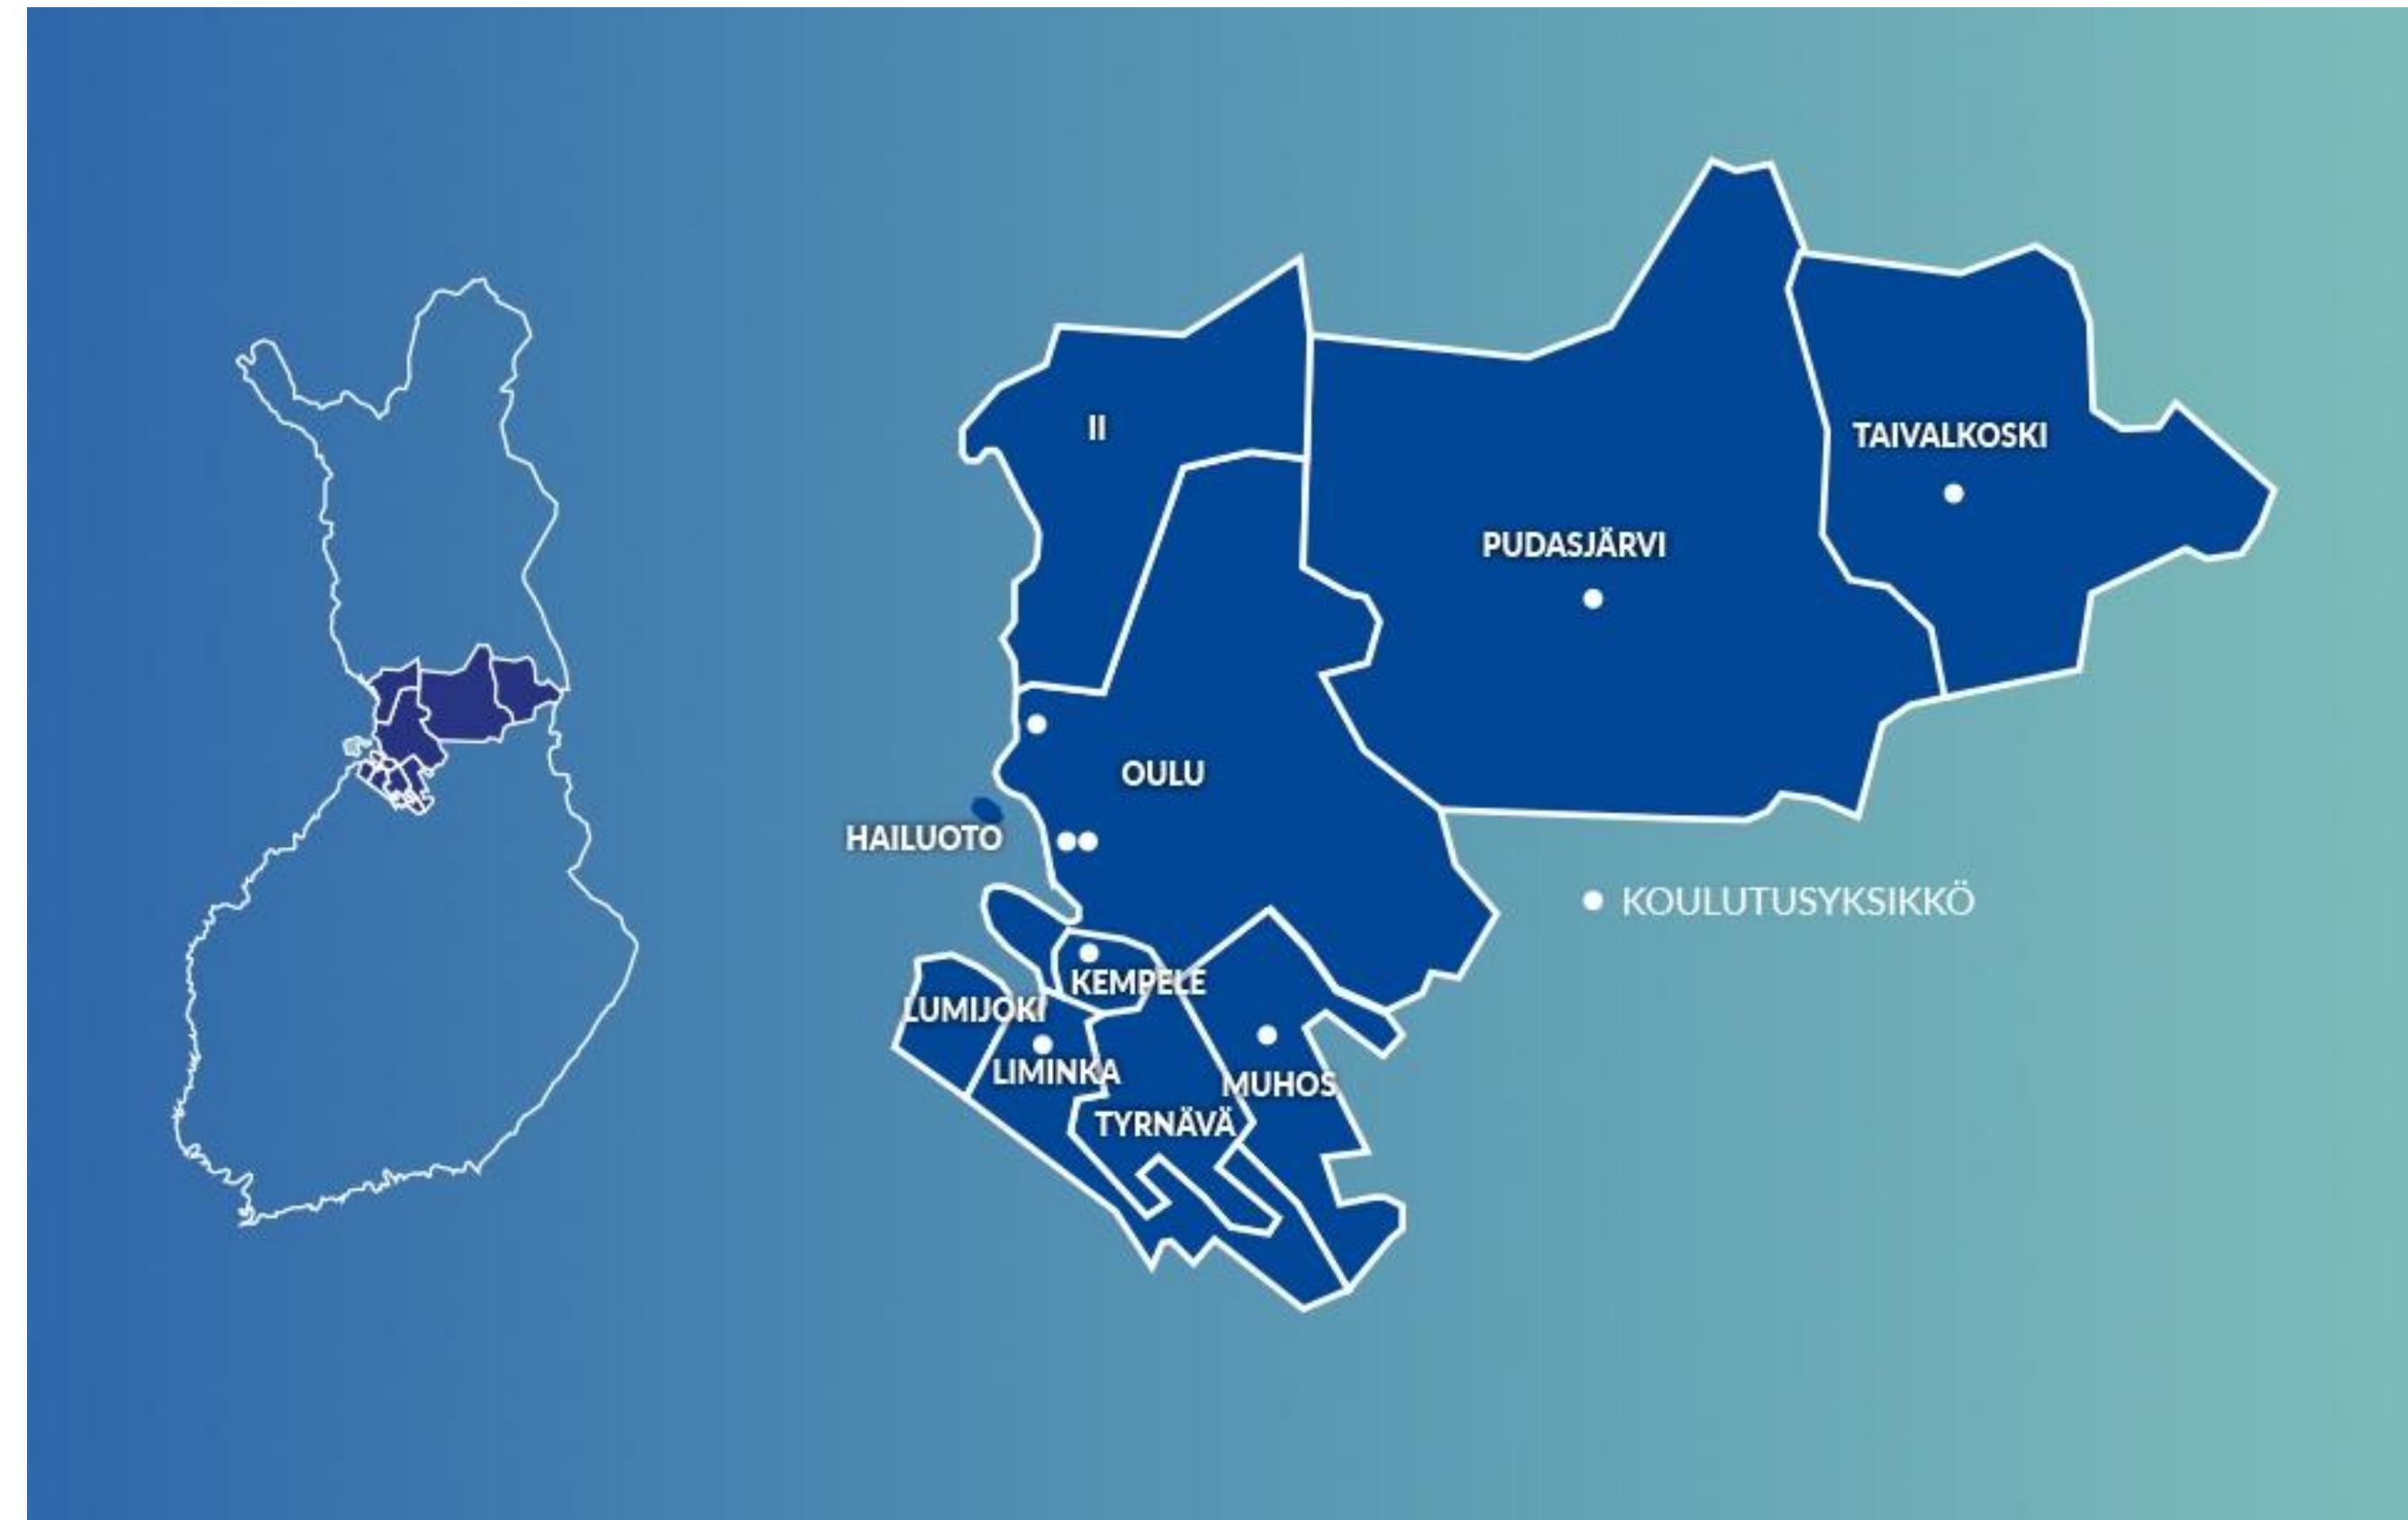 II
TAIVALKOSKI
PUDASJÄRVI
OULU
HAILUOTO
KOULUTUSYKSIKKÖ
KEMPELE
LUMIJOKI
LIMINKA
MUHOS
TYRNÄVÄ